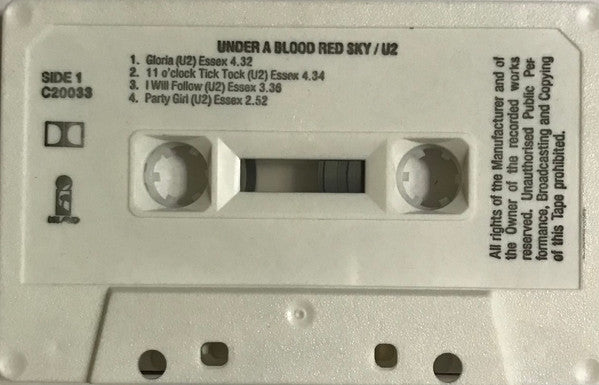 UNDER A BLOOD RED SKY / U2
1. Gloria (U2) Essex 4.32
2. 11 o'clock Tick Tock (U2) Essex 4.34
3. I Will Follow (U2) Essex 3.36
4. Party Girl (U2) Essex 2.52
SIDE 1
C20033
All rights of the Manufacturer and of
the Owner of the recorded works
reserved. Unauthorised Public Per-
formance, Broadcasting and Copying
of this Tape prohibited.